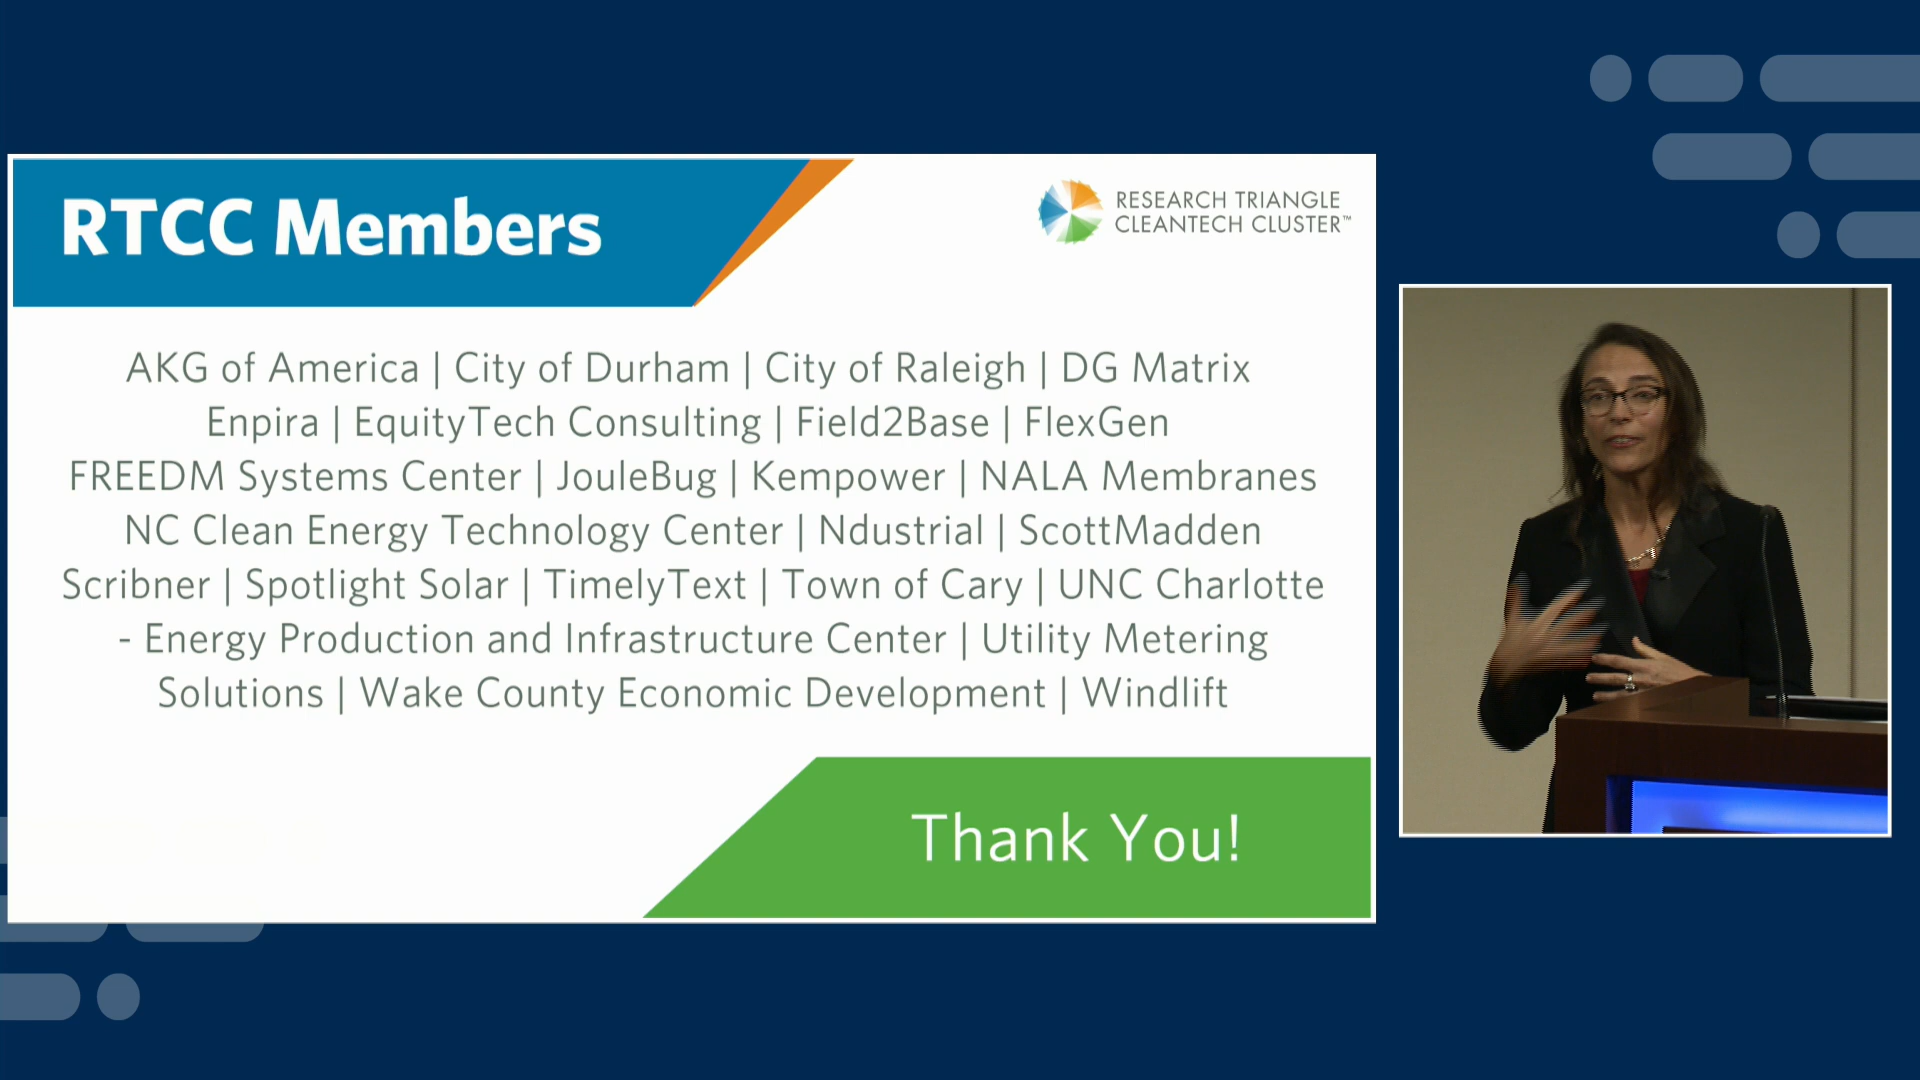 RTCC Members
RESEARCH TRIANGLE
CLEANTECH CLUSTER™
AKG of America | City of Durham | City of Raleigh | DG Matrix
Enpira | EquityTech Consulting | Field2Base | FlexGen
FREEDM Systems Center | JouleBug | Kempower | NALA Membranes
NC Clean Energy Technology Center | Ndustrial | ScottMadden
Scribner | Spotlight Solar | TimelyText | Town of Cary | UNC Charlotte
- Energy Production and Infrastructure Center | Utility Metering
Solutions | Wake County Economic Development | Windlift
Thank You!